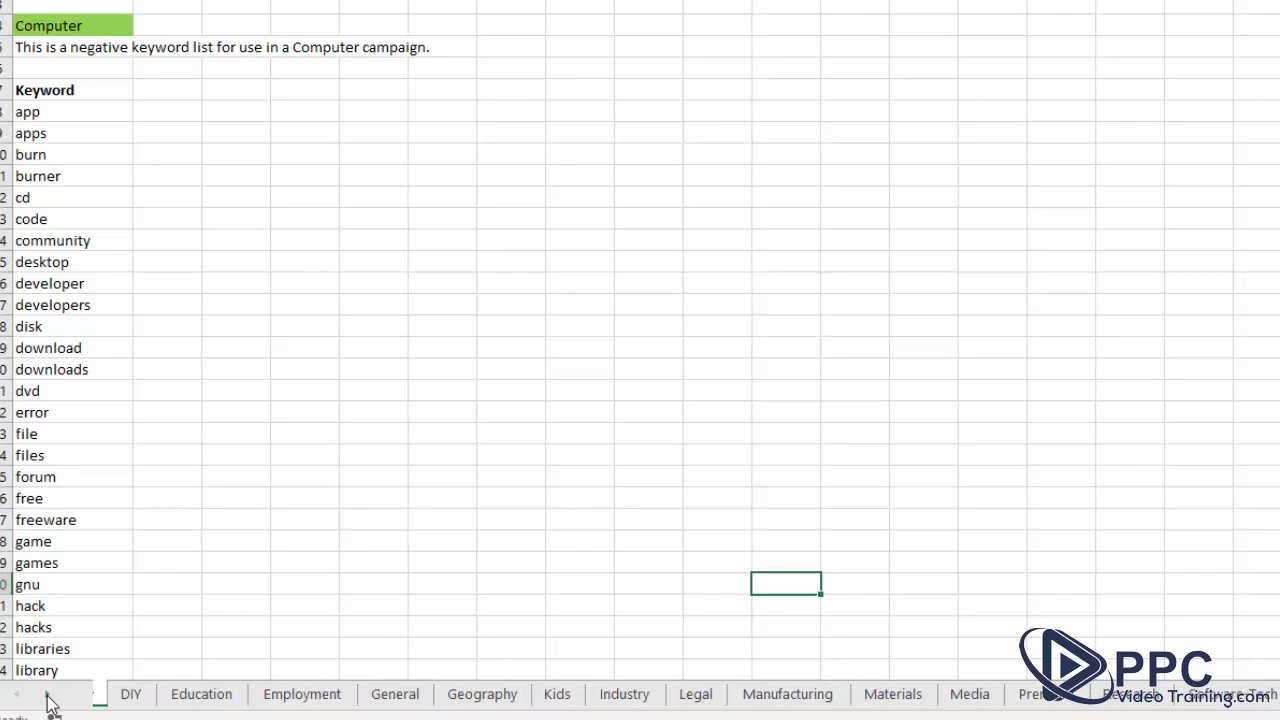 Computer
This is a negative keyword list for use in a Computer campaign.
Keyword
app
apps
burn
burner
cd
code
community
desktop
developer
developers
disk
download
downloads
dvd
error
file
files
forum
free
freeware
game
games
gnu
hack
hacks
libraries
library
DIY Education Employment General Geography Kids Industry Legal Manufacturing Materials Media
PPC
Video Training.com